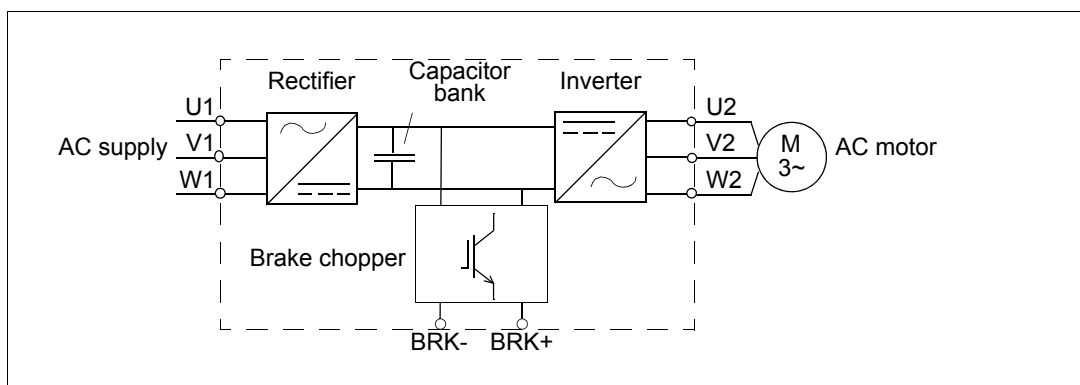 Rectifier
Capacitor
bank
Inverter
U1
V1
W1
AC supply
U2
V2
W2
M
3~
AC motor
Brake chopper
BRK-
BRK+